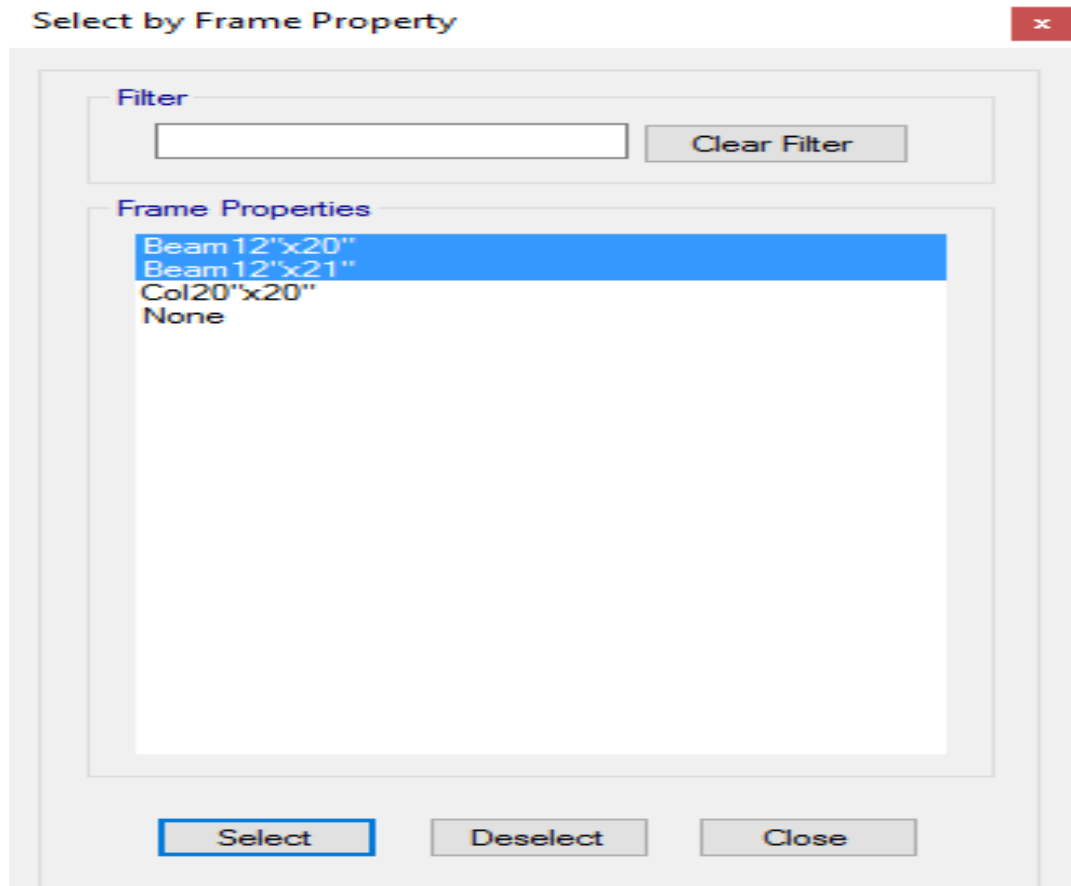 Select by Frame Property
x
Filter
Clear Filter
Frame Properties
Beam12"x20"
Beam12"x21"
Col20"x20"
None
Select Deselect Close